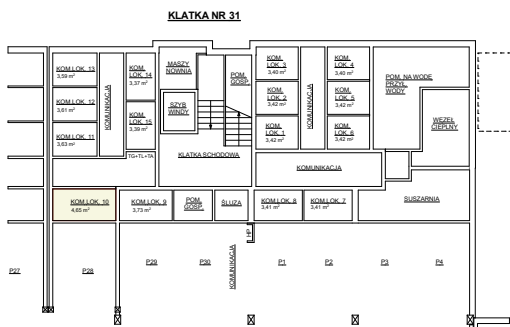 KLATKA NR 31
KOM.LOK. 13
3,59 m²
KOM.LOK. 12
3,61 m²
KOM.LOK. 11
3,63 m²
KOMUNIKACJA
KOM.
LOK. 14
3,37 m²
KOM.
LOK. 15
3,39 m²
TG+TL+TA
MASZY
NOWNIA
SZYB
WINDY
POM.
GOSP.
KLATKA SCHODOWA
KOM.
LOK. 3
3,40 m²
KOM.
LOK. 2
3,42 m²
KOM.
LOK. 1
3,42 m²
KOMUNIKACJA
KOM.
LOK. 4
3,40 m²
KOM.
LOK. 5
3,42 m²
KOM.
LOK. 6
3,42 m²
POM. NA WODE
PRZYŁ.
WODY
WĘZEŁ
CIEPLNY
KOMUNIKACJA
KOM.LOK. 10
4,65 m²
KOM.LOK. 9
3,73 m²
POM.
GOSP.
ŚLUZA
KOM.LOK. 8
3,41 m²
KOM.LOK. 7
3,41 m²
SUSZARNIA
HP
KOMUNIKACJA
P27
P28
P29
P30
P1
P2
P3
P4